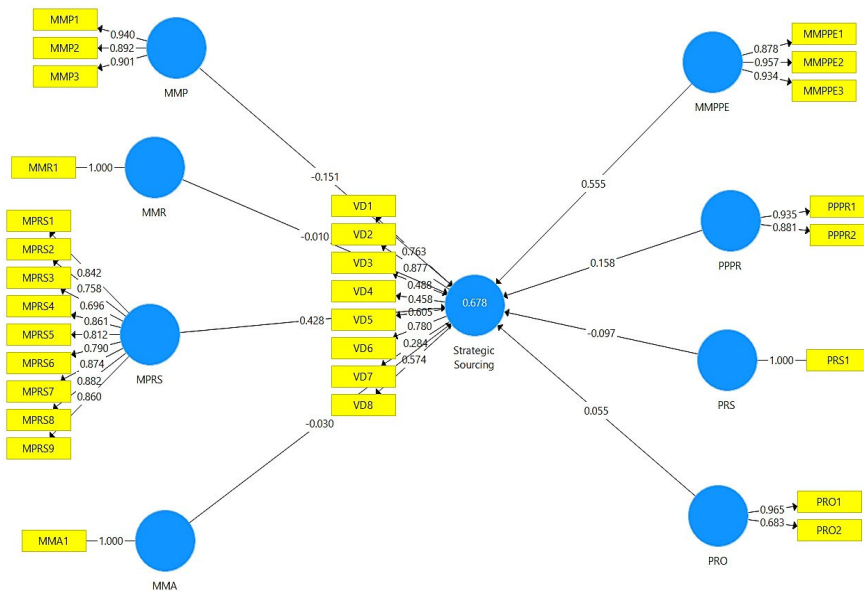 MMP1
MMP2
MMP3
0.940
0.892
0.901
MMP
MMR1
1.000
MMR
MPRS1
MPRS2
MPRS3
MPRS4
MPRS5
MPRS6
MPRS7
MPRS8
MPRS9
0.842
0.758
0.696
0.861
0.812
0.790
0.874
0.882
0.860
MPRS
MMA1
1.000
MMA
-0.151
-0.010
0.428
-0.030
VD1
VD2
VD3
VD4
VD5
VD6
VD7
VD8
0.763
0.877
0.488
0.458
0.605
0.780
0.284
0.574
0.678
Strategic
Sourcing
0.555
0.158
-0.097
0.055
MMPPE
0.878
0.957
0.934
MMPPE1
MMPPE2
MMPPE3
PPPR
0.935
0.881
PPPR1
PPPR2
PRS
1.000
PRS1
PRO
0.965
0.683
PRO1
PRO2